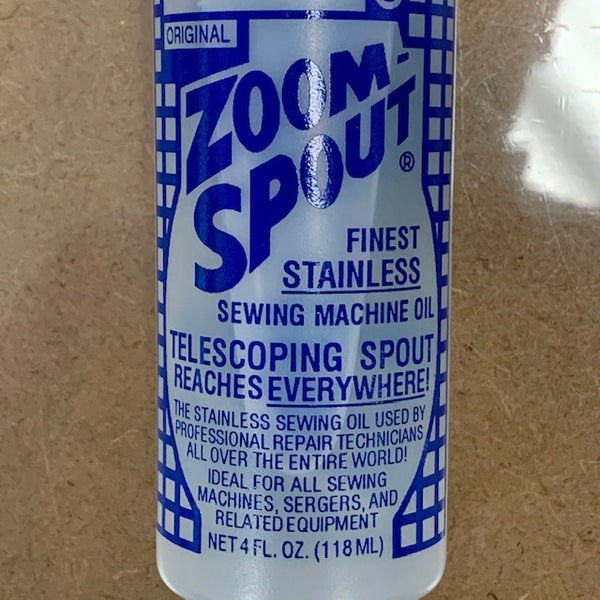 ORIGINAL
ZOOM-
SPOUT®
FINEST
STAINLESS
SEWING MACHINE OIL
TELESCOPING SPOUT
REACHES EVERYWHERE!
THE STAINLESS SEWING OIL USED BY
PROFESSIONAL REPAIR TECHNICIANS
ALL OVER THE ENTIRE WORLD!
IDEAL FOR ALL SEWING
MACHINES, SERGERS, AND
RELATED EQUIPMENT
NET 4 FL. OZ. (118 ML)